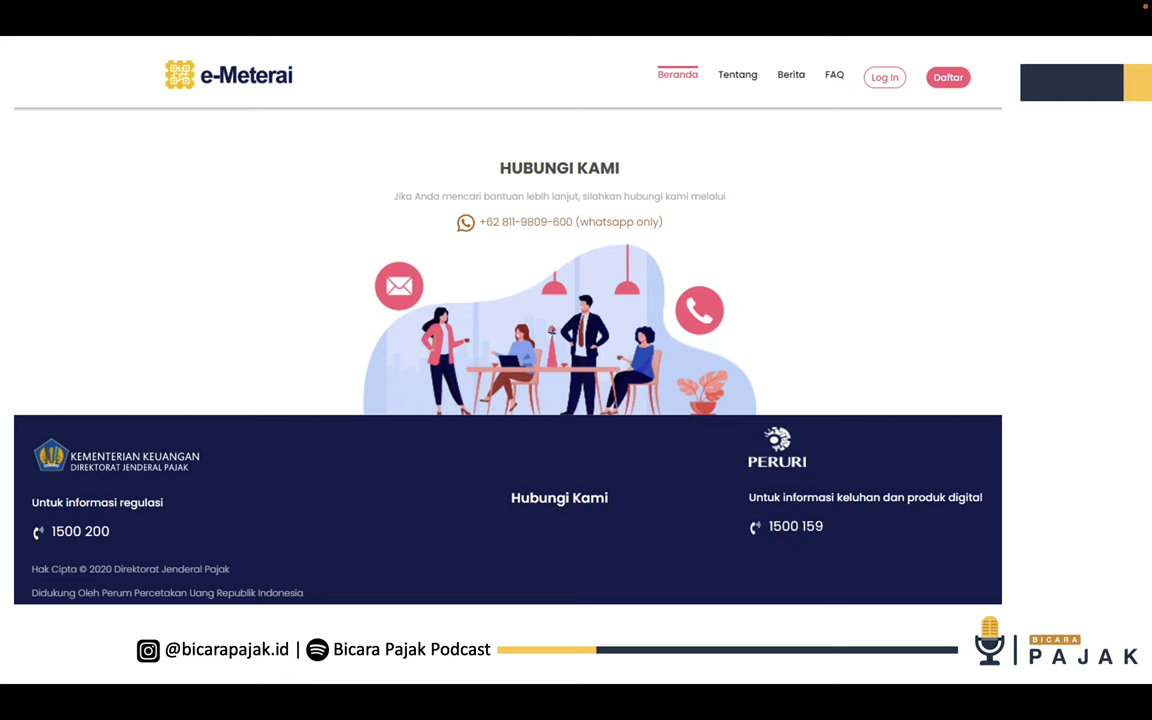 e-Meterai
Beranda Tentang Berita FAQ Log In Daftar
HUBUNGI KAMI
Jika Anda mencari bantuan lebih lanjut, silahkan hubungi kami melalui
+62 811-9809-600 (whatsapp only)
KEMENTERIAN KEUANGAN
DIREKTORAT JENDERAL PAJAK
Untuk informasi regulasi
1500 200
Hak Cipta © 2020 Direktorat Jenderal Pajak
Didukung Oleh Perum Percetakan Uang Republik Indonesia
Hubungi Kami
PERURI
Untuk informasi keluhan dan produk digital
1500 159
@bicarapajak.id | Bicara Pajak Podcast
BICARA
PAJAK